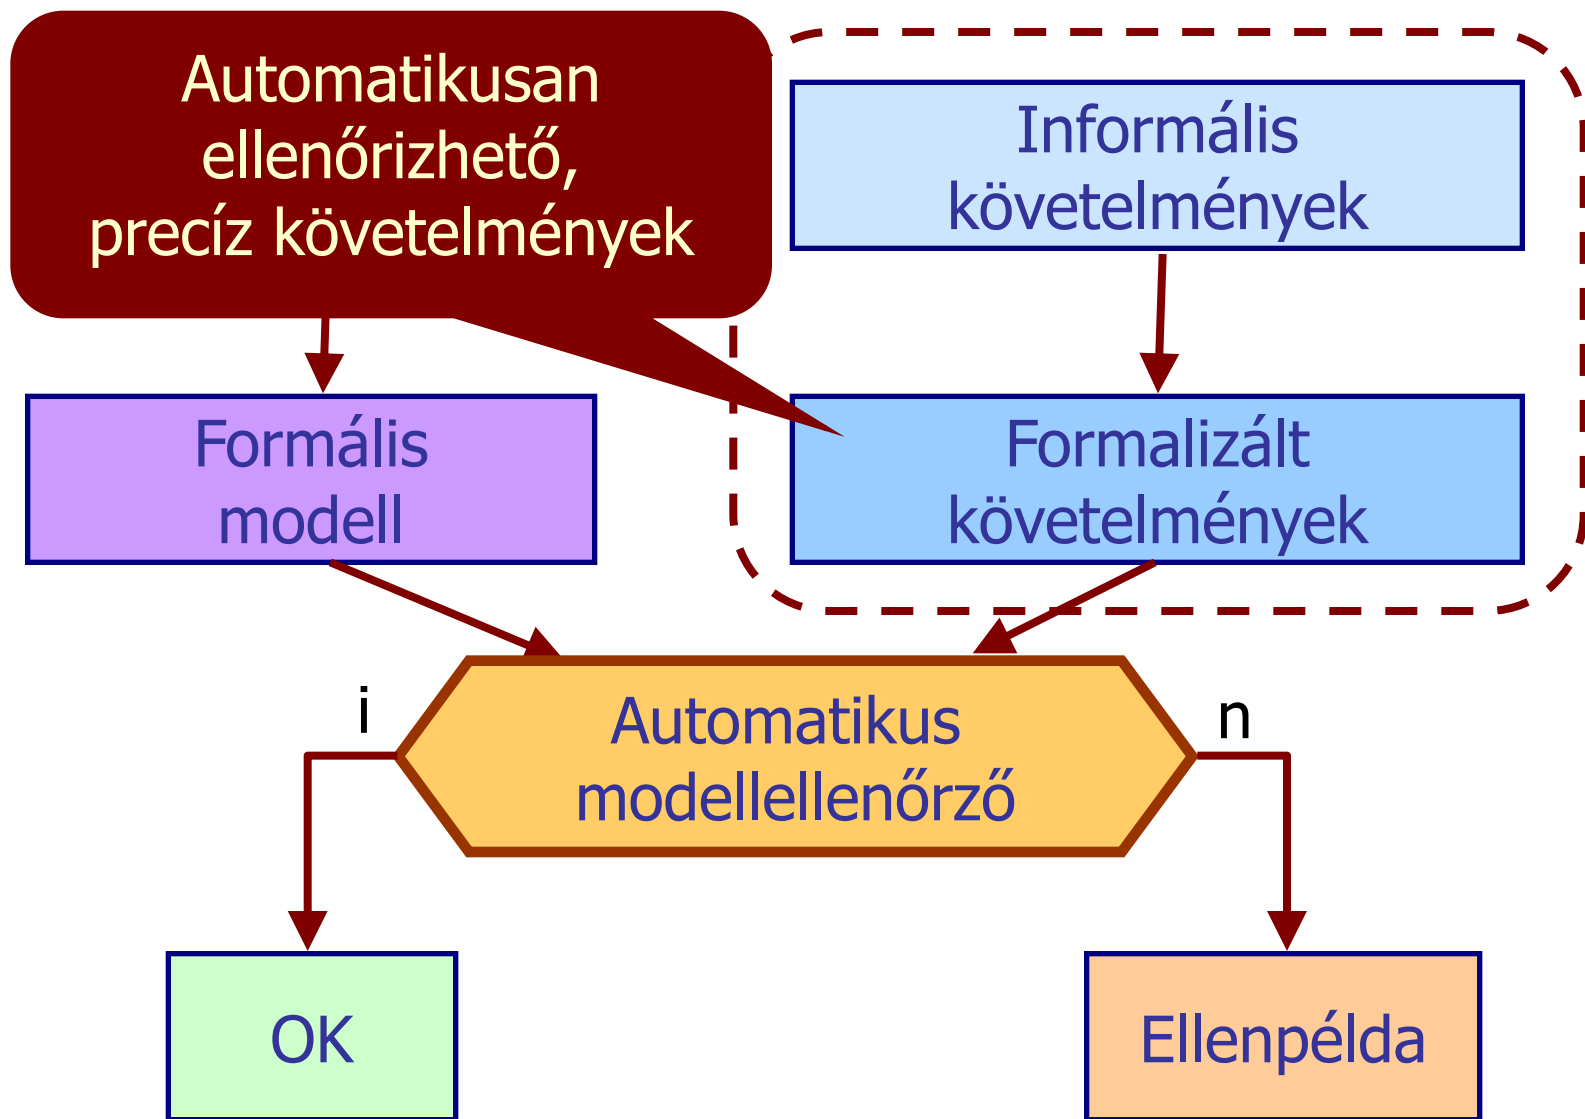 Automatikusan
ellenőrizhető,
precíz követelmények
Informális
követelmények
Formális
modell
Formalizált
követelmények
i
Automatikus
modellellenőrző
n
OK
Ellenpélda